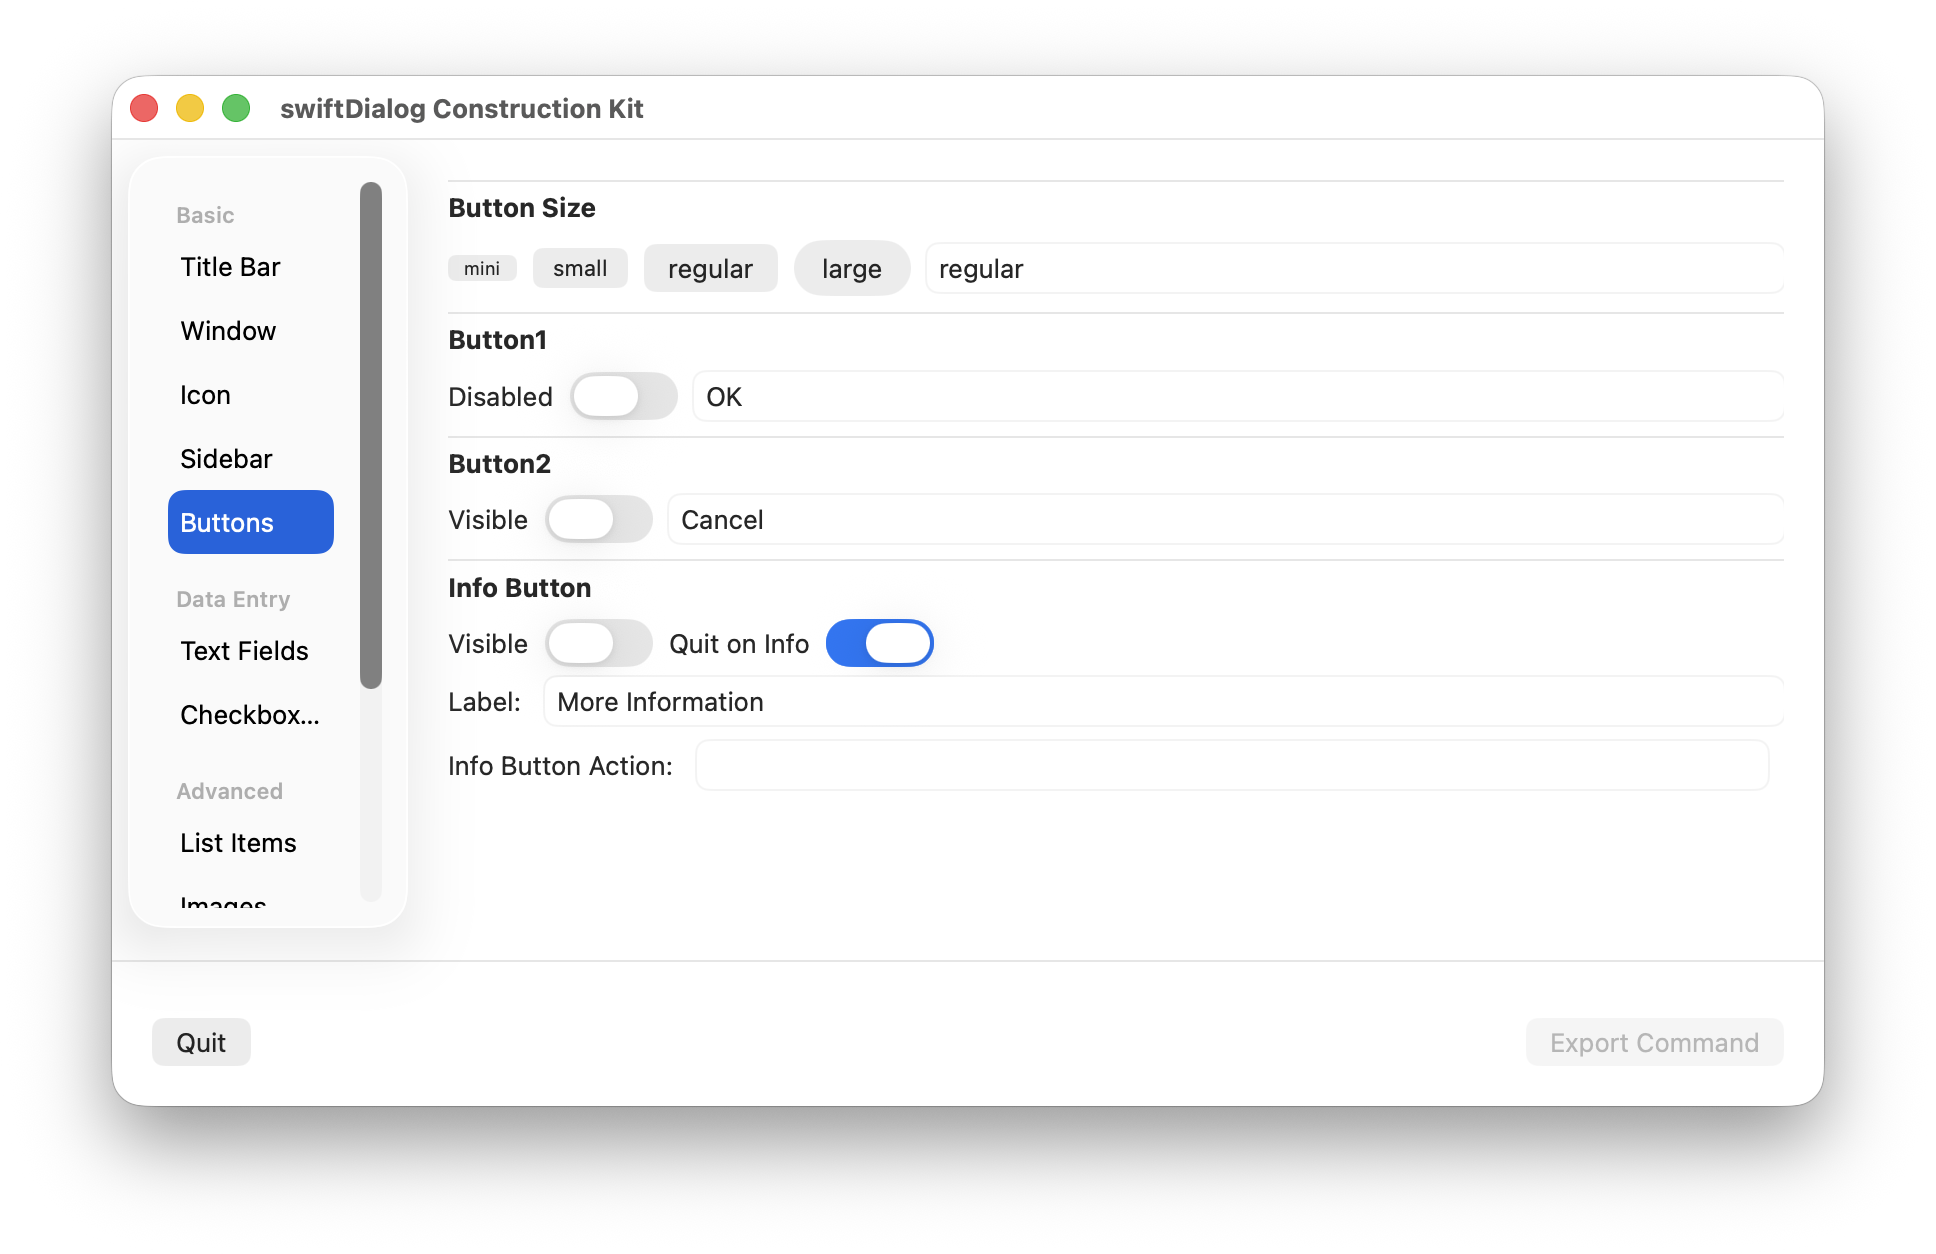 swiftDialog Construction Kit
Basic
Title Bar
Window
Icon
Sidebar
Buttons
Data Entry
Text Fields
Checkbox...
Advanced
List Items
Images
Button Size
mini small regular large regular
Button1
Disabled OK
Button2
Visible Cancel
Info Button
Visible Quit on Info
Label: More Information
Info Button Action:
Quit Export Command